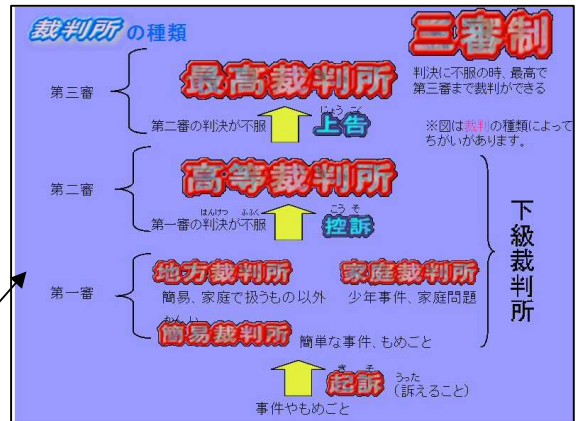 裁判所の種類
三審制
判決に不服の時、最高で
第三審まで裁判ができる
第三審
最高裁判所
じょう こく
第二審の判決が不服
上告
※図は裁判の種類によって
ちがいがあります。
第二審
高等裁判所
はんけつ ふふく
こう そ
第一審の判決が不服
控訴
下級裁判所
第一審
地方裁判所
家庭裁判所
簡易、家庭で扱うもの以外
少年事件、家庭問題
かん い
簡易裁判所
簡単な事件、もめごと
き そ
起訴
うった
(訴えること)
事件やもめごと